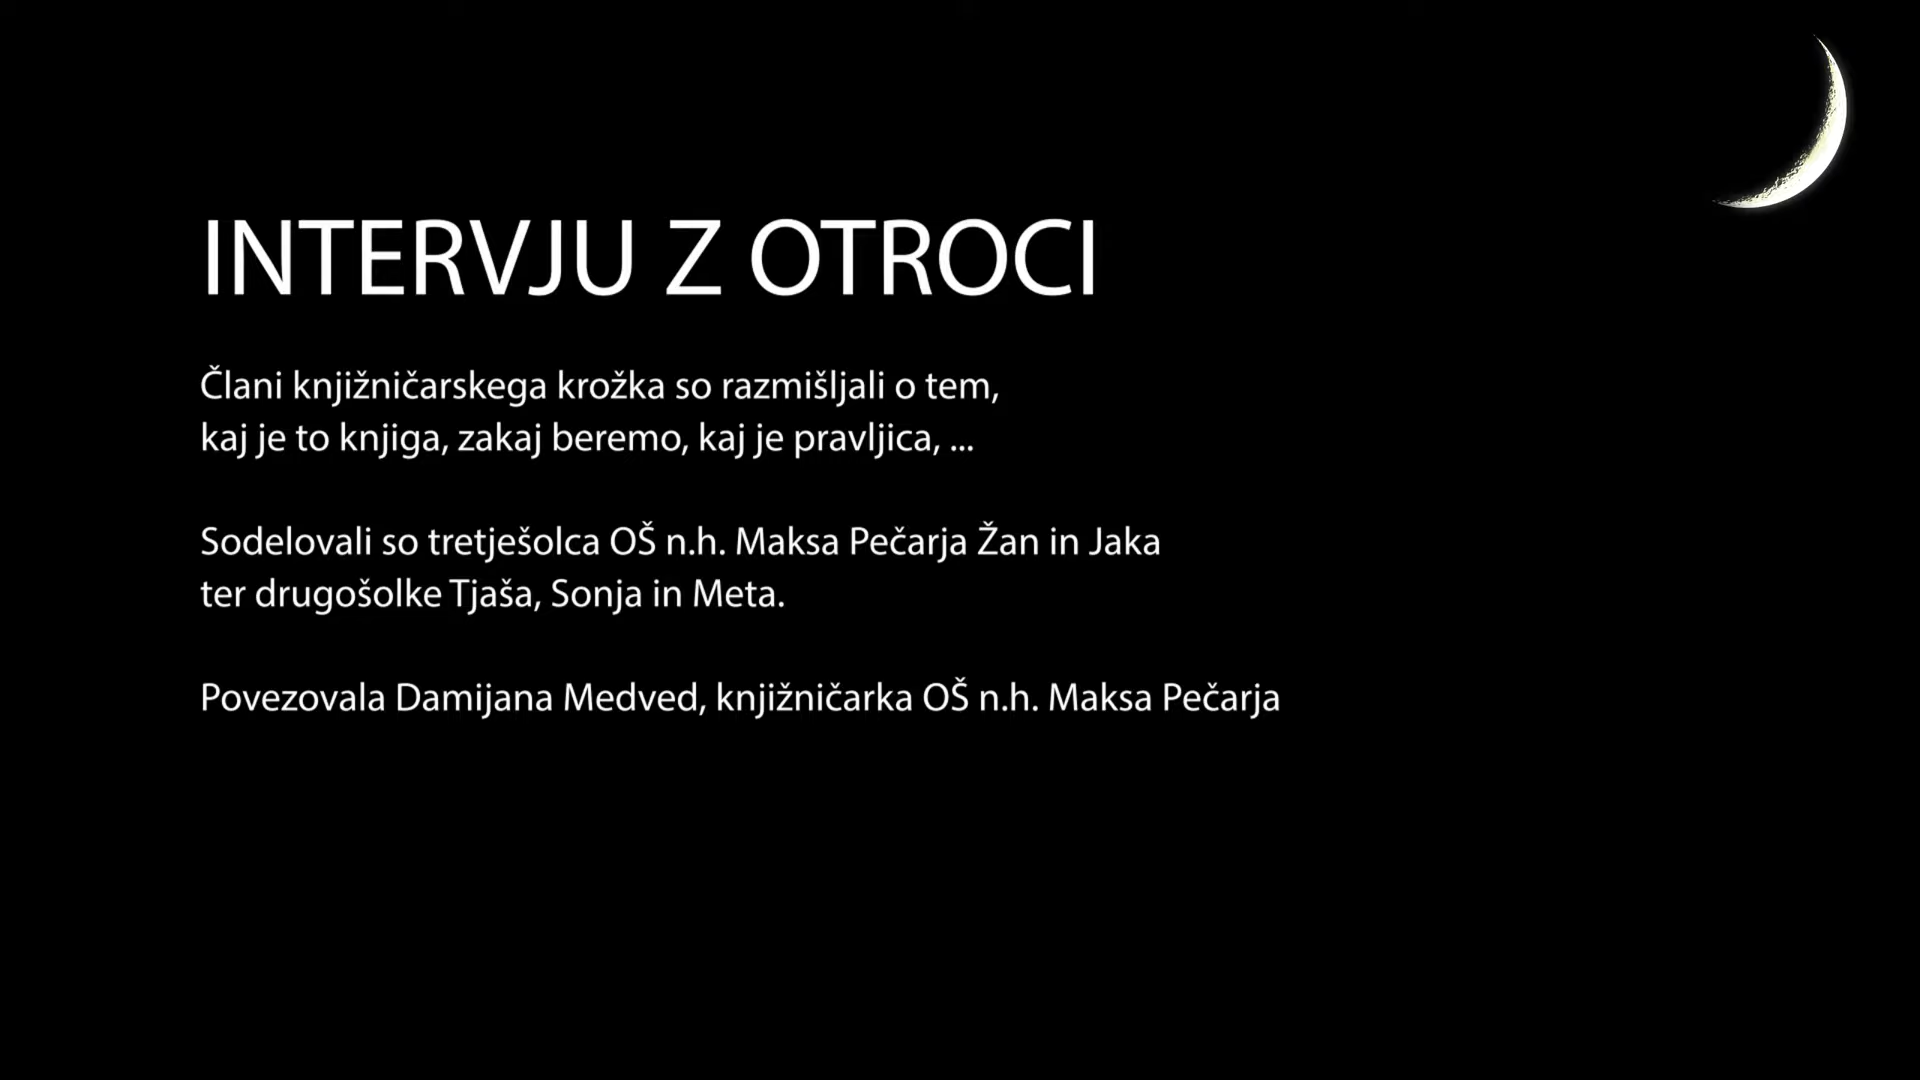 INTERVJU Z OTROCI
Člani knjižničarskega krožka so razmišljali o tem,
kaj je to knjiga, zakaj beremo, kaj je pravljica, ...
Sodelovali so tretješolca OŠ n.h. Maksa Pečarja Žan in Jaka
ter drugošolke Tjaša, Sonja in Meta.
Povezovala Damijana Medved, knjižničarka OŠ n.h. Maksa Pečarja